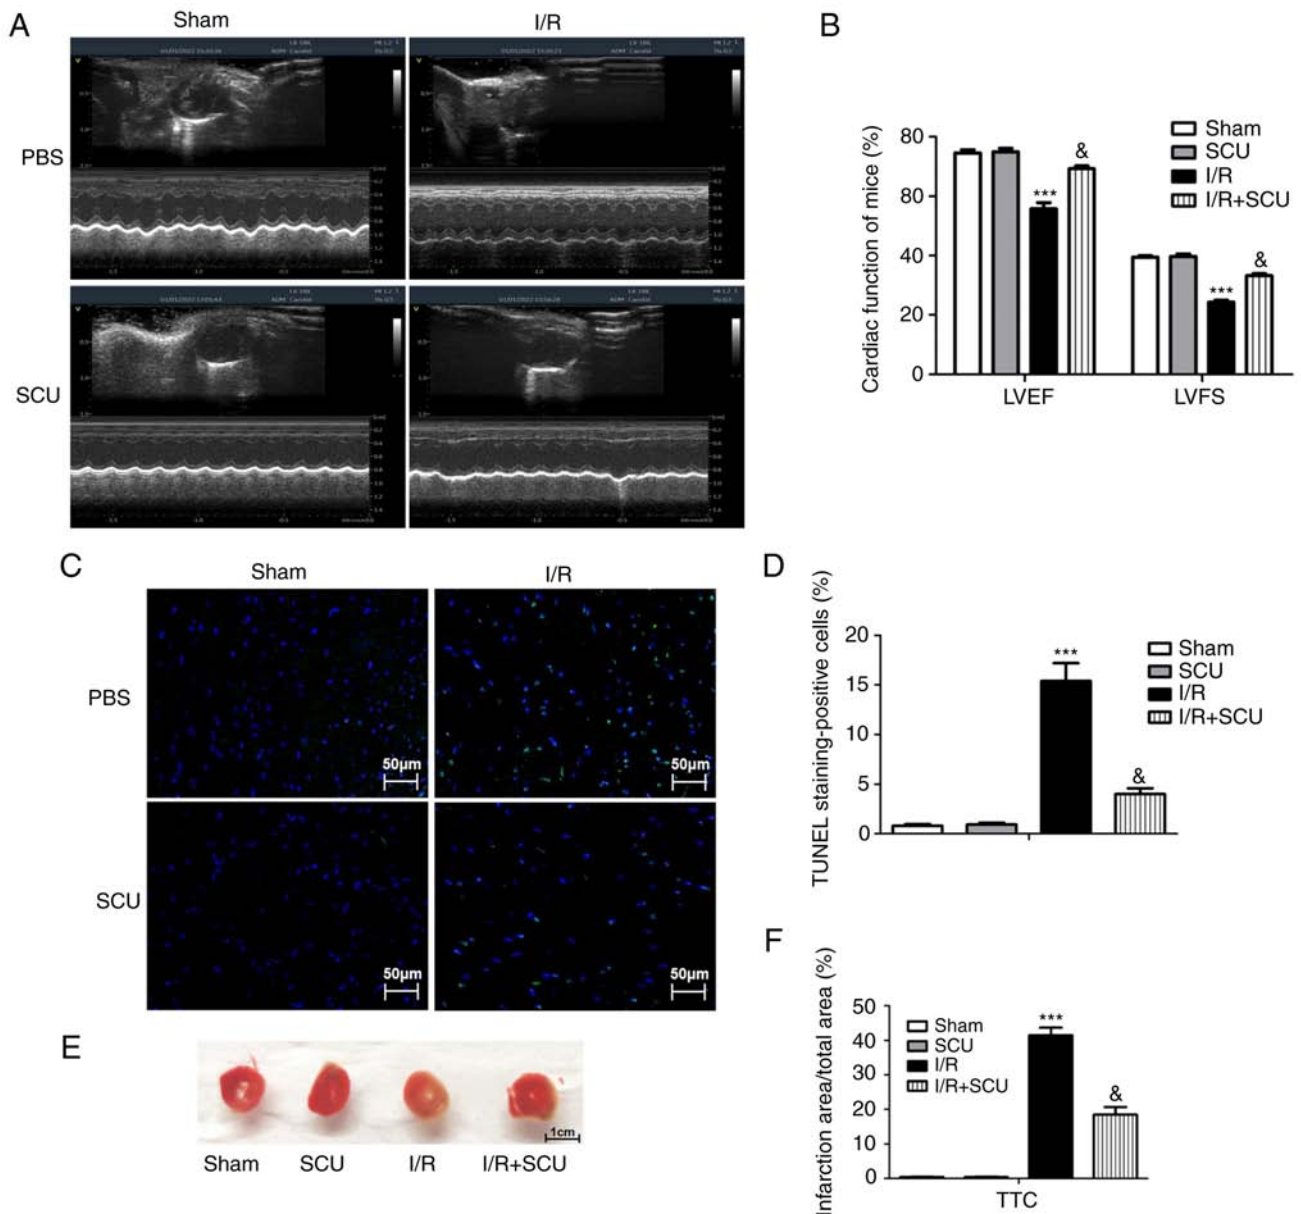 A
Sham
I/R
PBS
SCU
B
Cardiac function of mice (%)
80
80
60
40
20
0
LVEF
LVFS
***
&
***
&
Sham
SCU
I/R
I/R+SCU
C
Sham
I/R
PBS
SCU
50µm
50µm
50µm
50µm
D
TUNEL staining-positive cells (%)
20
15
10
5
0
***
&
Sham
SCU
I/R
I/R+SCU
E
1cm
Sham
SCU
I/R
I/R+SCU
F
Infarction area/total area (%)
50
40
30
20
10
0
***
&
Sham
SCU
I/R
I/R+SCU
TTC